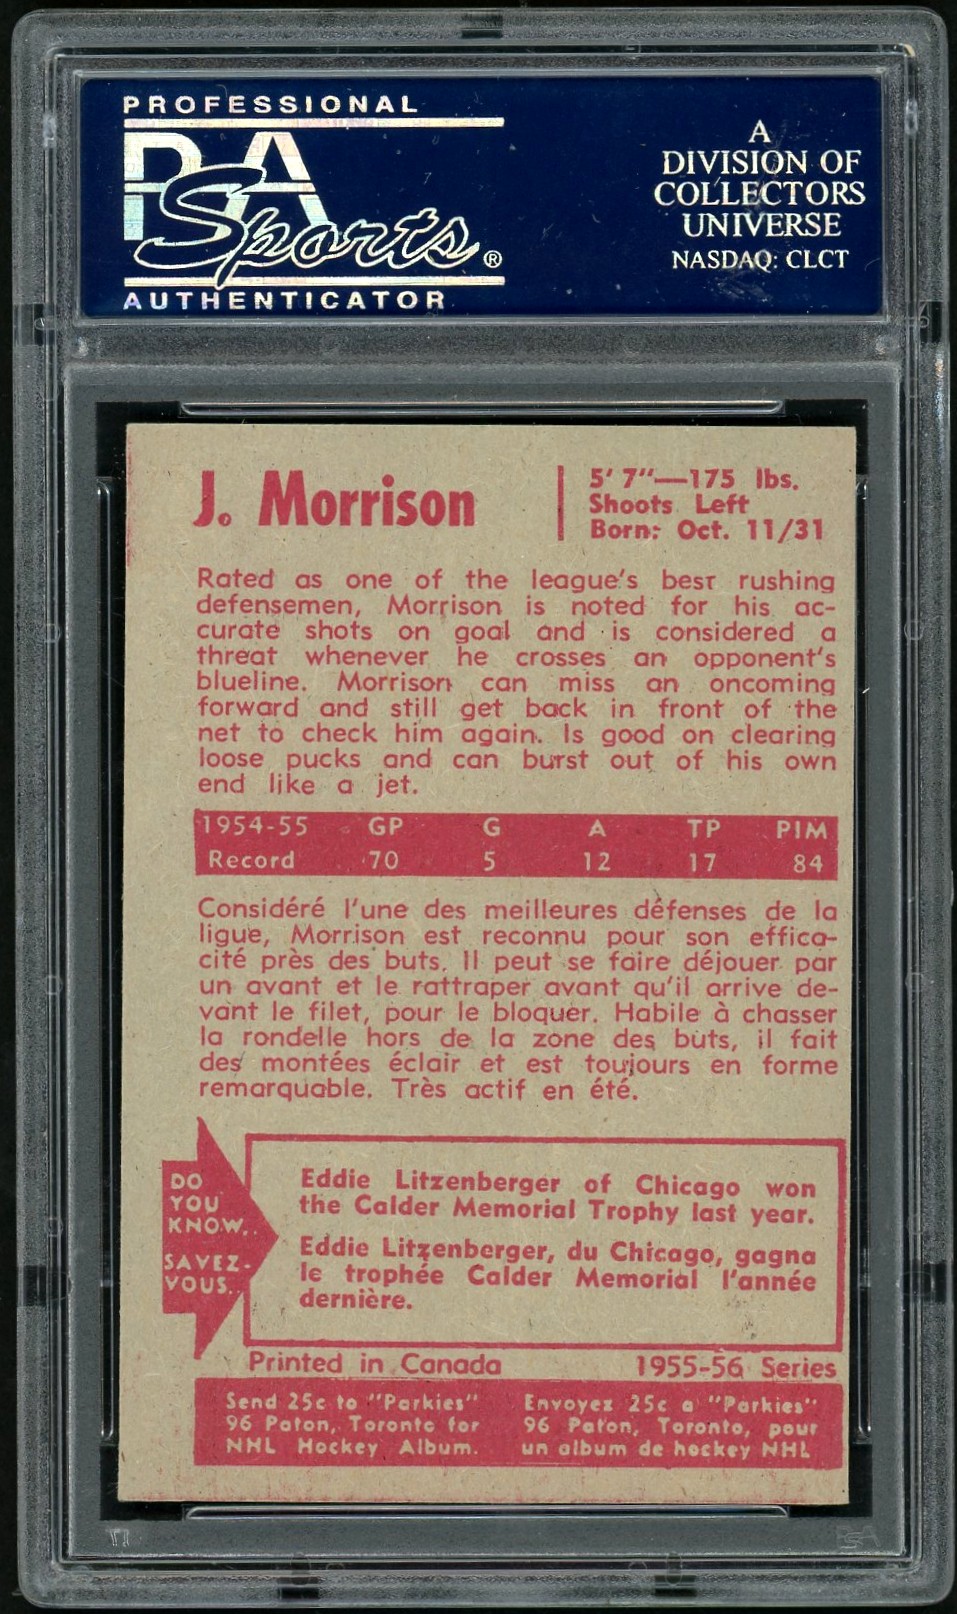 PROFESSIONAL
PSA
Sports®
AUTHENTICATOR
A
DIVISION OF
COLLECTORS
UNIVERSE
NASDAQ: CLCT
J. Morrison
5' 7"—175 lbs.
Shoots Left
Born: Oct. 11/31
Rated as one of the league's best rushing
defensemen, Morrison is noted for his ac-
curate shots on goal and is considered a
threat whenever he crosses an opponent's
blueline. Morrison can miss an oncoming
forward and still get back in front of the
net to check him again. Is good on clearing
loose pucks and can burst out of his own
end like a jet.
1954-55 GP G A TP PIM
Record 70 5 12 17 84
Considéré l'une des meilleures défenses de la
ligue, Morrison est reconnu pour son effica-
cité près des buts. Il peut se faire déjouer par
un avant et le rattraper avant qu'il arrive de-
vant le filet, pour le bloquer. Habile à chasser
la rondelle hors de la zone des buts, il fait
des montées éclair et est toujours en forme
remarquable. Très actif en été.
DO
YOU
KNOW..
SAVEZ-
VOUS..
Eddie Litzenberger of Chicago won
the Calder Memorial Trophy last year.
Eddie Litzenberger, du Chicago, gagna
le trophée Calder Memorial l'année
dernière.
Printed in Canada 1955-56 Series
Send 25c to "Parkies"
96 Paton, Toronto for
NHL Hockey Album.
Envoyez 25c a "Parkies"
96 Paton, Toronto, pour
un album de hockey NHL
PSA